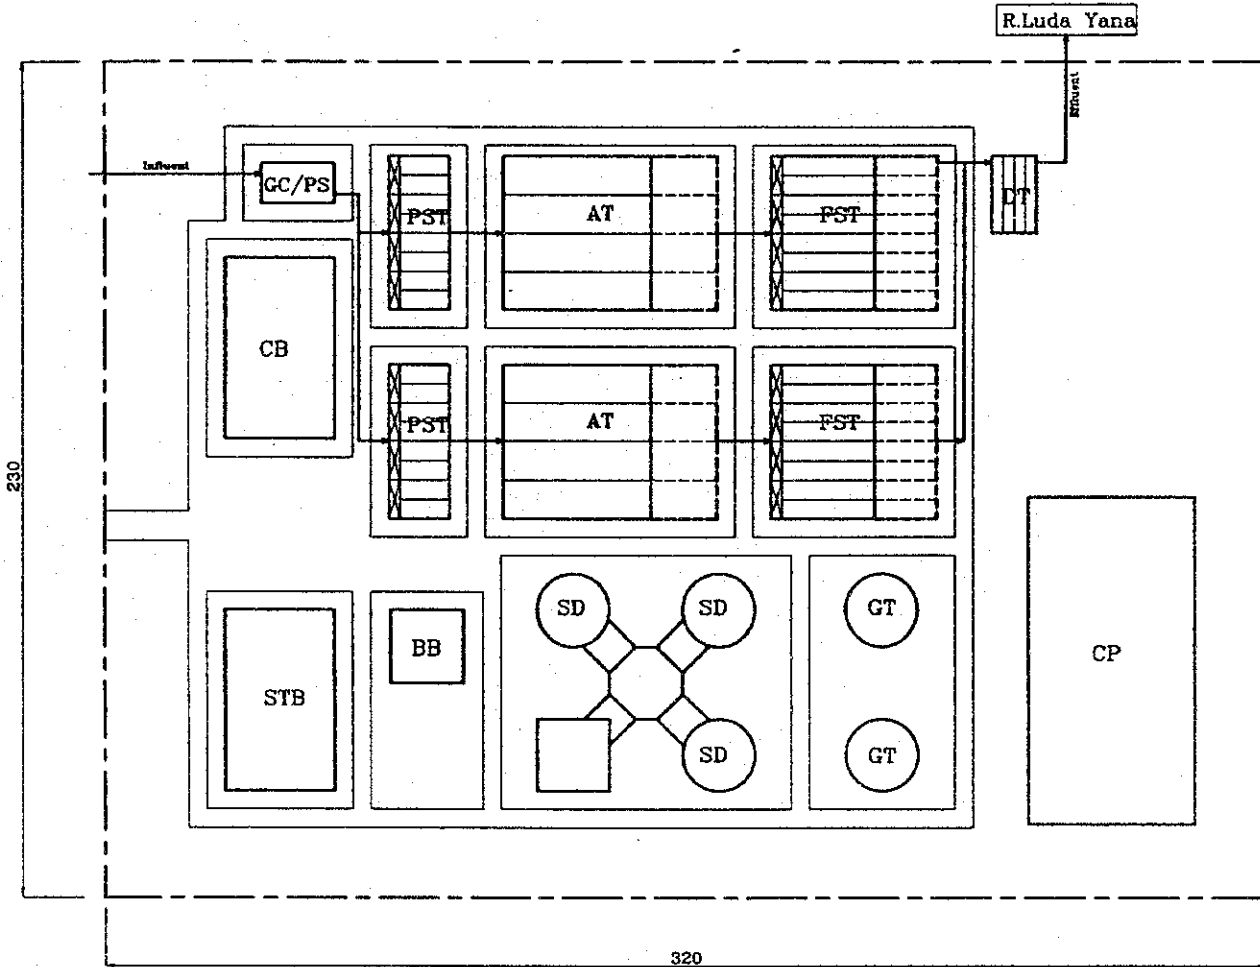 R.Luda Yana
Effluent
Influent
GC/PS
PST
AT
FST
DT
CB
PST
AT
FST
230
SD
SD
GT
BB
CP
STB
SD
GT
320